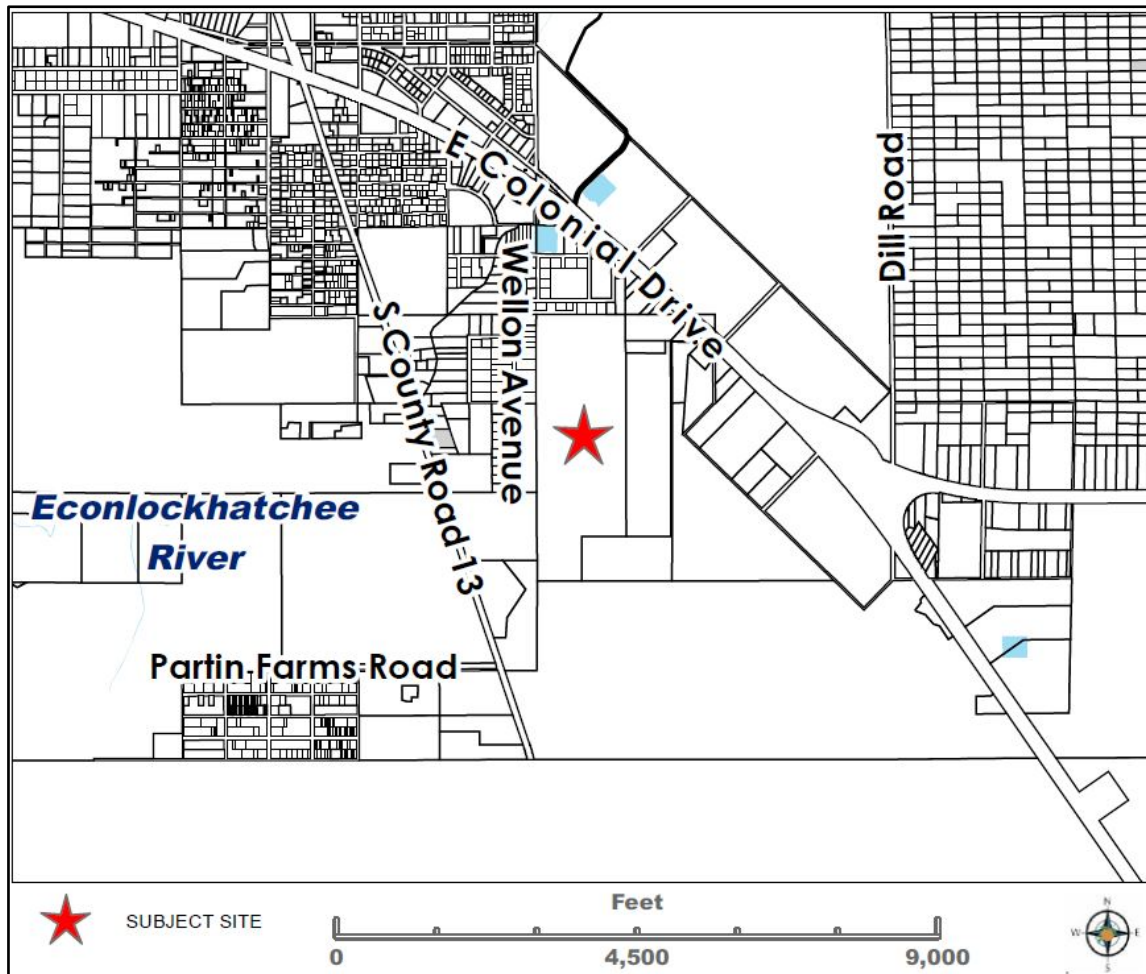 E Colonial Drive
Dill Road
Wellon Avenue
S County Road 13
Econlockhatchee
River
Partin Farms Road
SUBJECT SITE
Feet
0 4,500 9,000
N
W E
S